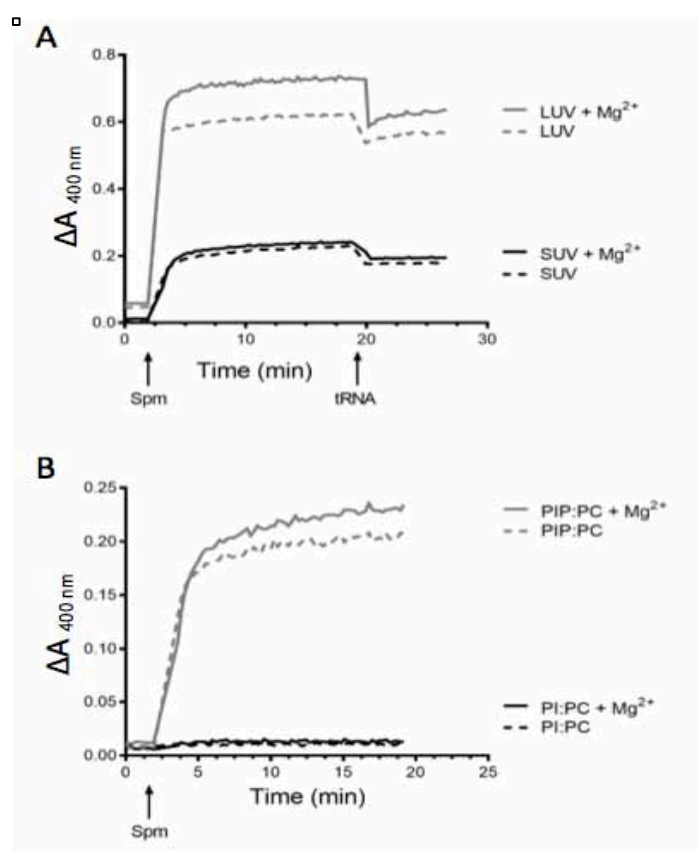 A
0.8
0.6
0.4
0.2
0.0
ΔA 400 nm
0 10 20 30
Time (min)
Spm
tRNA
LUV + Mg²⁺
LUV
SUV + Mg²⁺
SUV
B
0.25
0.20
0.15
0.10
0.05
0.00
ΔA 400 nm
0 5 10 15 20 25
Time (min)
Spm
PIP:PC + Mg²⁺
PIP:PC
PI:PC + Mg²⁺
PI:PC